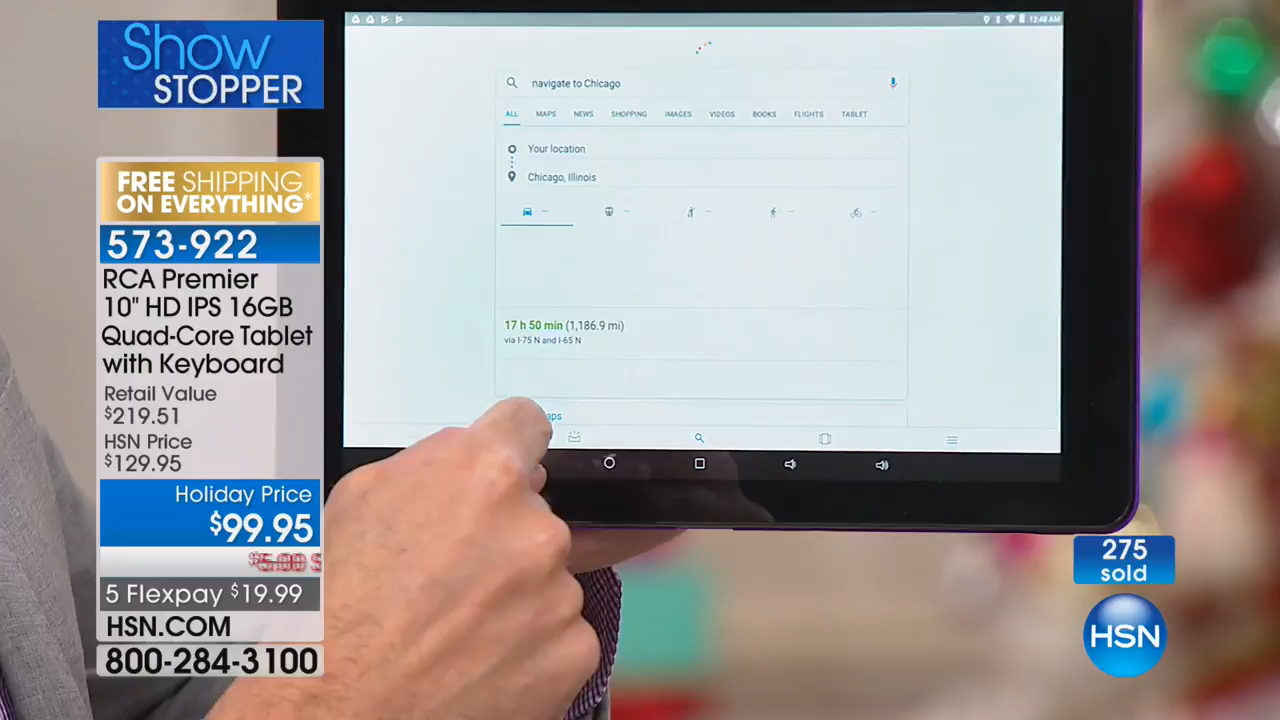 Show
STOPPER
FREE SHIPPING
ON EVERYTHING*
573-922
RCA Premier
10" HD IPS 16GB
Quad-Core Tablet
with Keyboard
Retail Value
$219.51
HSN Price
$129.95
Holiday Price
$99.95
5 Flexpay $19.99
HSN.COM
800-284-3100
12:48 AM
navigate to Chicago
ALL MAPS NEWS SHOPPING IMAGES VIDEOS BOOKS FLIGHTS TABLET
Your location
Chicago, Illinois
17 h 50 min (1,186.9 mi)
via I-75 N and I-65 N
275
sold
HSN